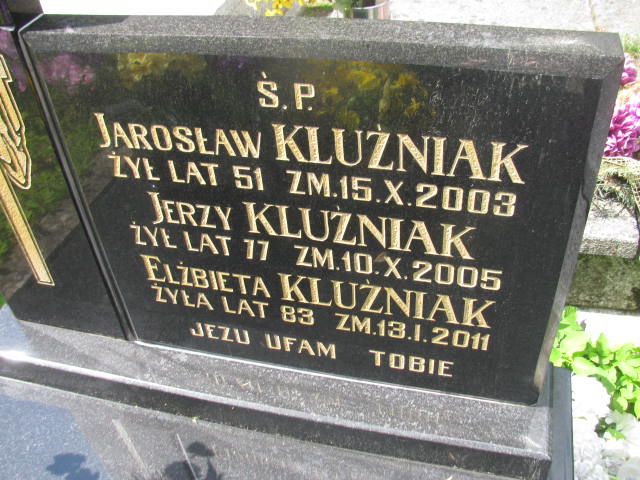 Ś.P.
JAROSŁAW KLUŹNIAK
ŻYŁ LAT 51 ZM.15.X.2003
JERZY KLUŹNIAK
ŻYŁ LAT 77 ZM.10.X.2005
ELŻBIETA KLUŹNIAK
ŻYŁA LAT 83 ZM.13.I.2011
JEZU UFAM TOBIE